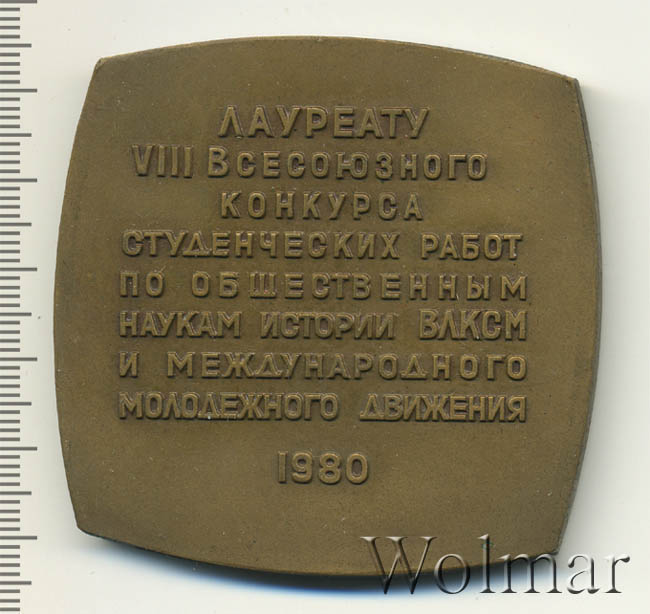 ЛАУРЕАТУ
VIII ВСЕСОЮЗНОГО
КОНКУРСА
СТУДЕНЧЕСКИХ РАБОТ
ПО ОБЩЕСТВЕННЫМ
НАУКАМ ИСТОРИИ ВЛКСМ
И МЕЖДУНАРОДНОГО
МОЛОДЕЖНОГО ДВИЖЕНИЯ
1980
Wolmar